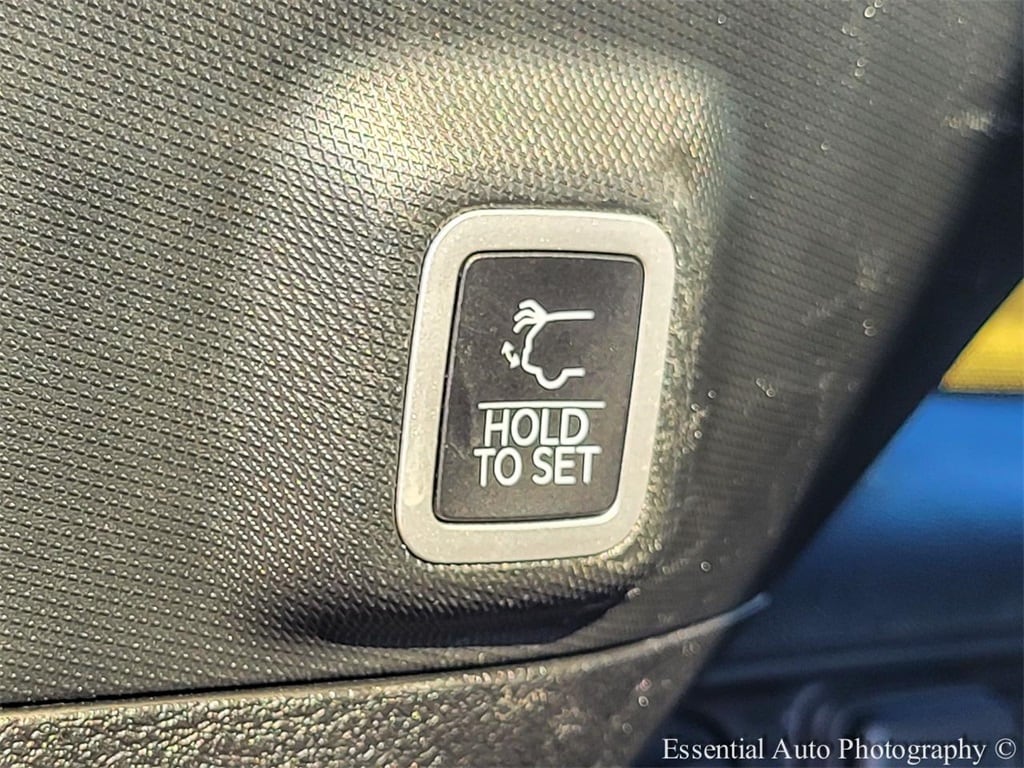 HOLD
TO SET
Essential Auto Photography ©